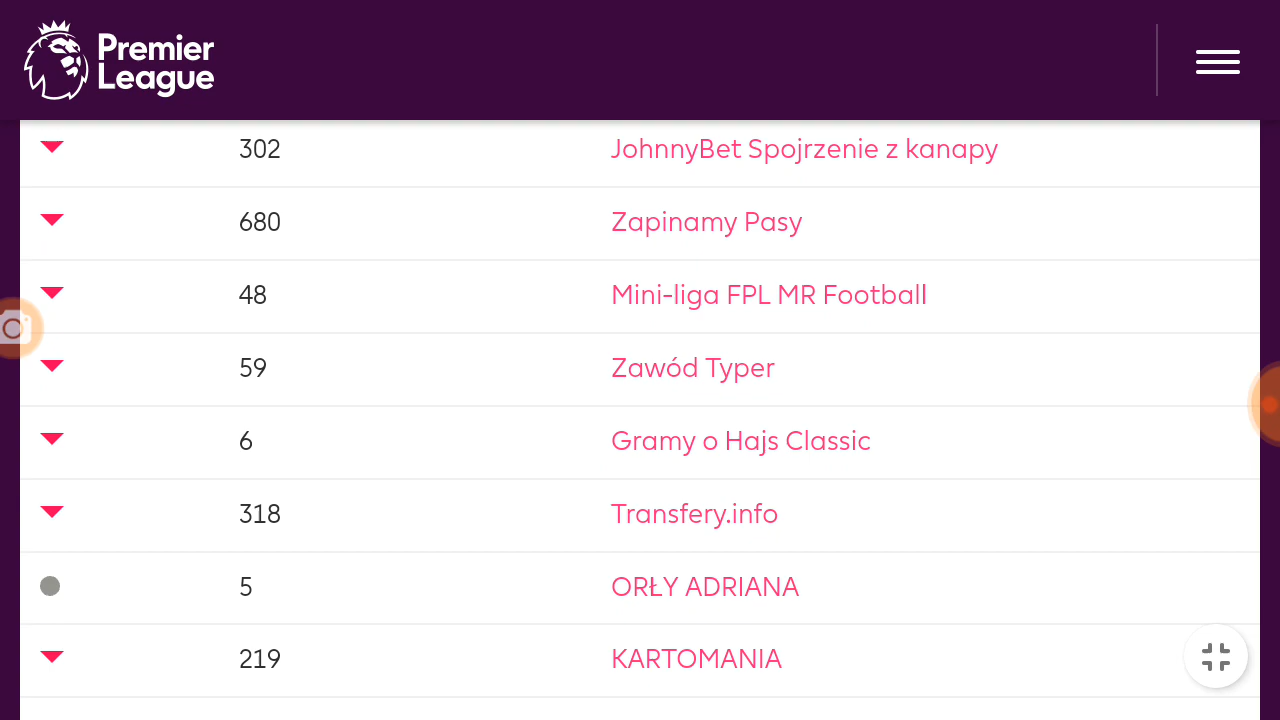 Premier
League
302 JohnnyBet Spojrzenie z kanapy
680 Zapinamy Pasy
48 Mini-liga FPL MR Football
59 Zawód Typer
6 Gramy o Hajs Classic
318 Transfery.info
5 ORŁY ADRIANA
219 KARTOMANIA